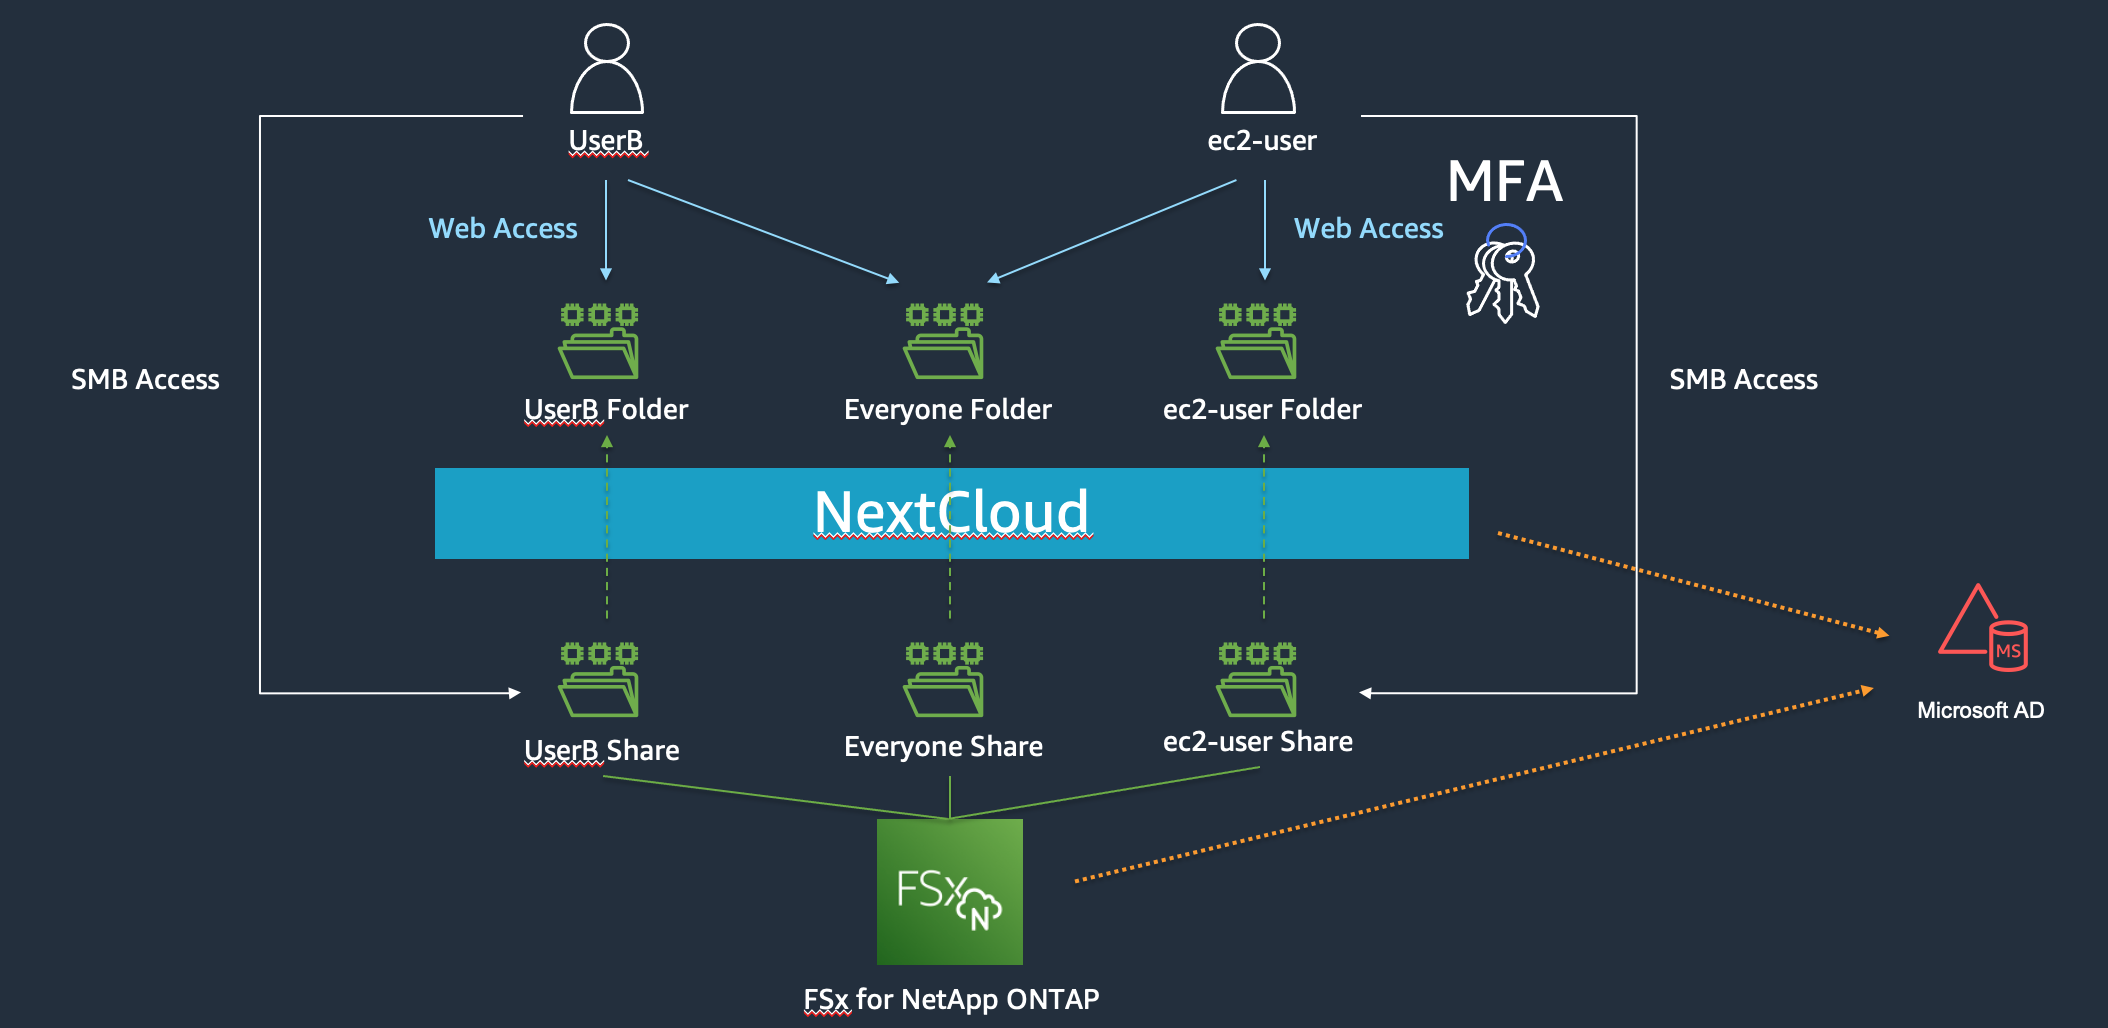 UserB
ec2-user
MFA
Web Access
Web Access
SMB Access
SMB Access
UserB Folder
Everyone Folder
ec2-user Folder
NextCloud
MS
Microsoft AD
UserB Share
Everyone Share
ec2-user Share
FSx
N
FSx for NetApp ONTAP